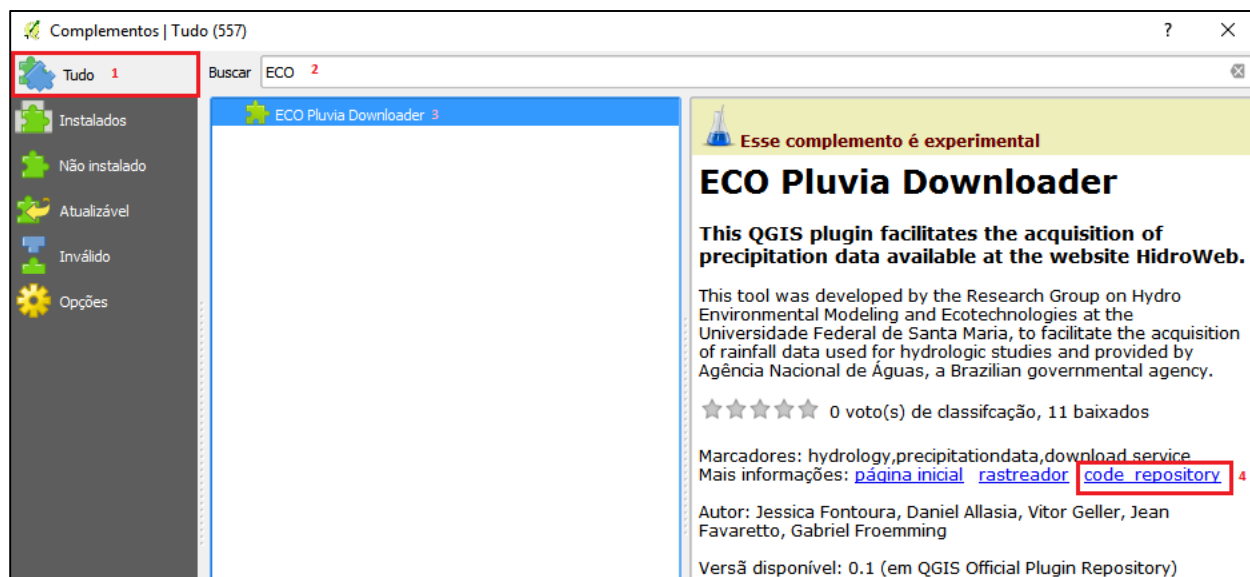 Complementos | Tudo (557)
? ×
Tudo 1
Buscar ECO 2
Instalados
Não instalado
Atualizável
Inválido
Opções
ECO Pluvia Downloader 3
Esse complemento é experimental
ECO Pluvia Downloader
This QGIS plugin facilitates the acquisition of
precipitation data available at the website HidroWeb.
This tool was developed by the Research Group on Hydro
Environmental Modeling and Ecotechnologies at the
Universidade Federal de Santa Maria, to facilitate the acquisition
of rainfall data used for hydrologic studies and provided by
Agência Nacional de Águas, a Brazilian governmental agency.
0 voto(s) de classifcação, 11 baixados
Marcadores: hydrology,precipitationdata,download service
Mais informações: página inicial rastreador code repository 4
Autor: Jessica Fontoura, Daniel Allasia, Vitor Geller, Jean
Favaretto, Gabriel Froemming
Versã disponível: 0.1 (em QGIS Official Plugin Repository)